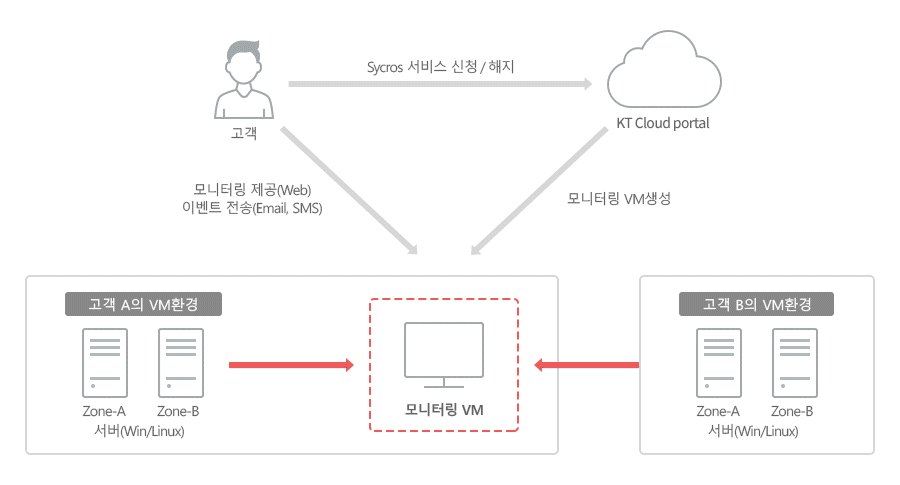 Sycros 서비스 신청 / 해지
고객
KT Cloud portal
모니터링 제공(Web)
이벤트 전송(Email, SMS)
모니터링 VM생성
고객 A의 VM환경
Zone-A
Zone-B
서버(Win/Linux)
모니터링 VM
고객 B의 VM환경
Zone-A
Zone-B
서버(Win/Linux)